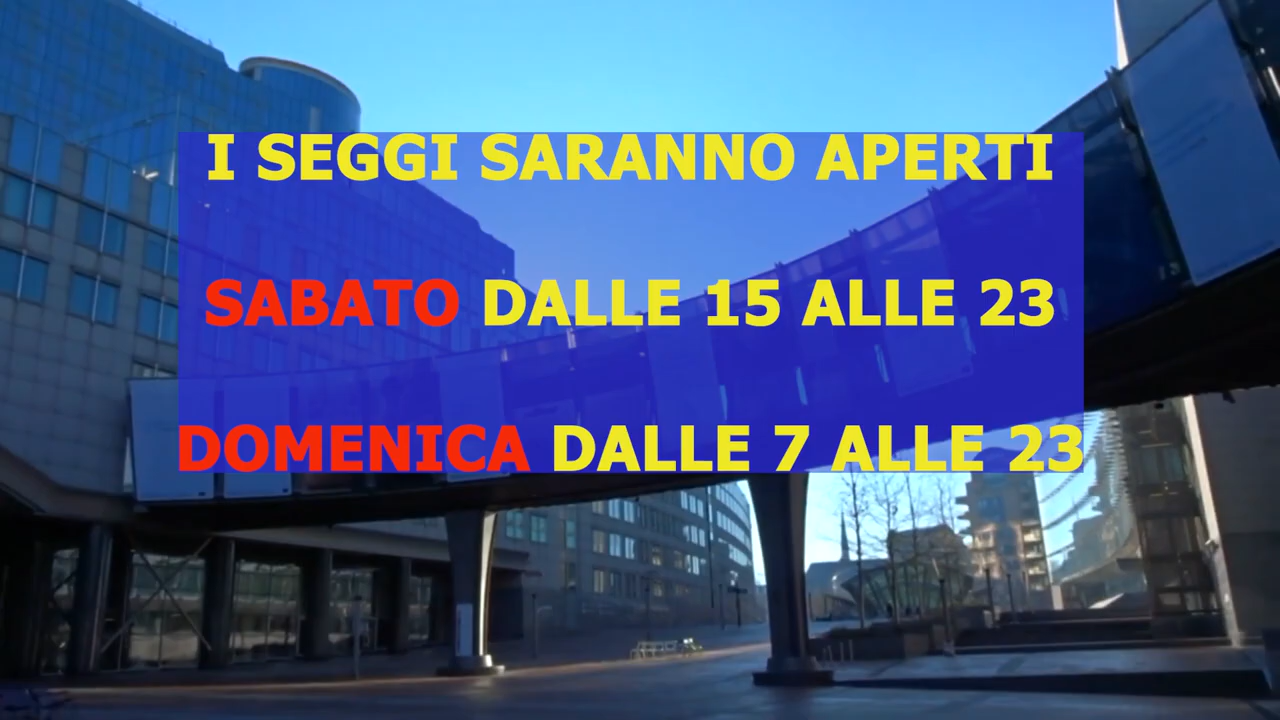 I SEGGI SARANNO APERTI
SABATO DALLE 15 ALLE 23
DOMENICA DALLE 7 ALLE 23